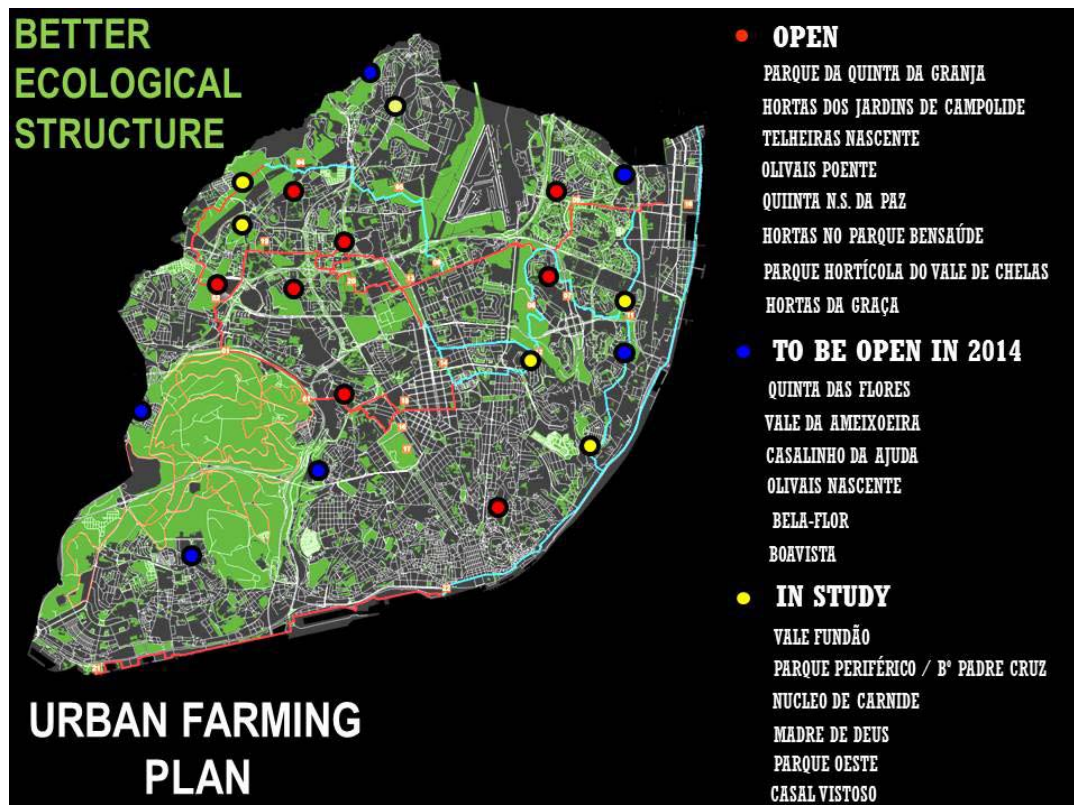 BETTER
ECOLOGICAL
STRUCTURE
URBAN FARMING
PLAN
OPEN
PARQUE DA QUINTA DA GRANJA
HORTAS DOS JARDINS DE CAMPOLIDE
TELHEIRAS NASCENTE
OLIVAIS POENTE
QUIINTA N.S. DA PAZ
HORTAS NO PARQUE BENSAÚDE
PARQUE HORTÍCOLA DO VALE DE CHELAS
HORTAS DA GRAÇA
TO BE OPEN IN 2014
QUINTA DAS FLORES
VALE DA AMEIXOEIRA
CASALINHO DA AJUDA
OLIVAIS NASCENTE
BELA-FLOR
BOAVISTA
IN STUDY
VALE FUNDÃO
PARQUE PERIFÉRICO / Bº PADRE CRUZ
NUCLEO DE CARNIDE
MADRE DE DEUS
PARQUE OESTE
CASAL VISTOSO